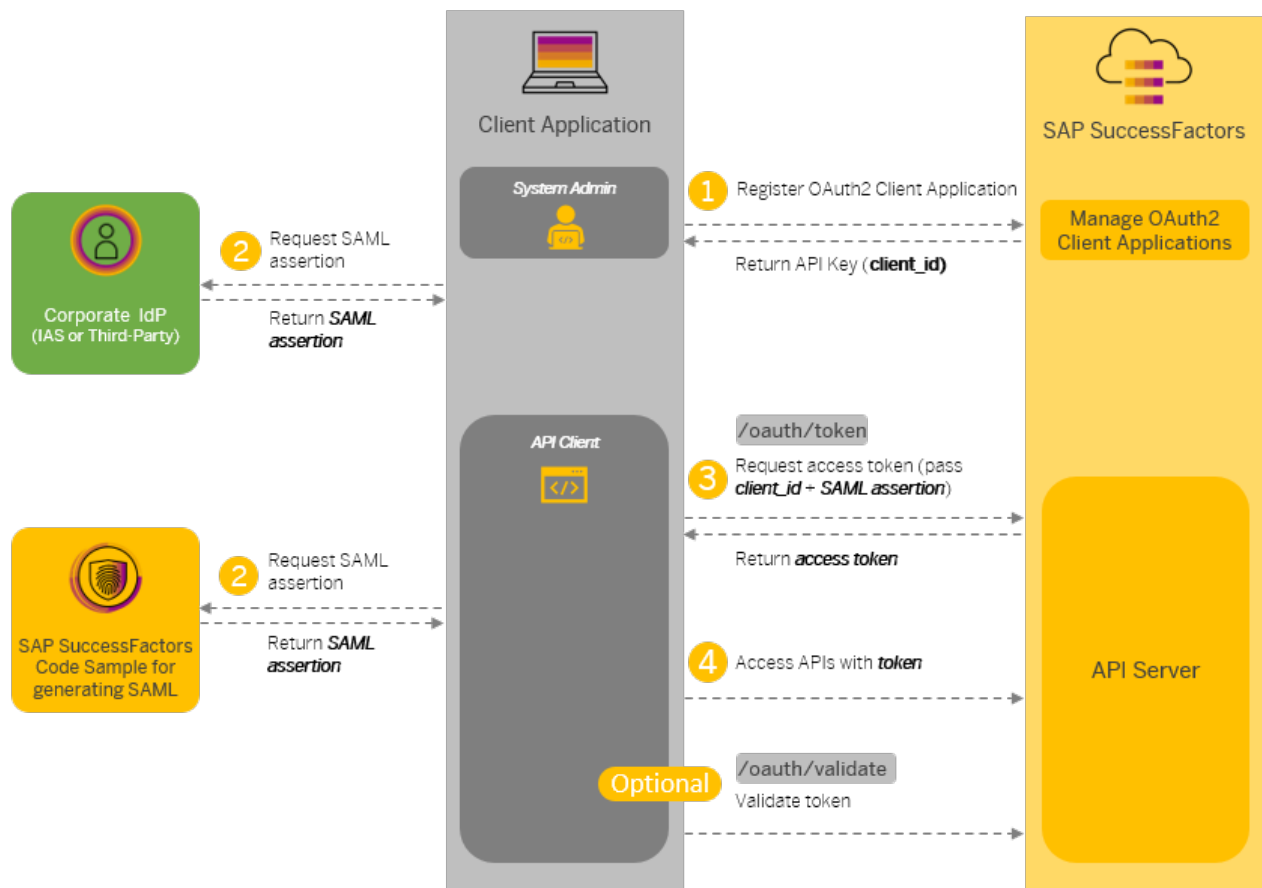 Client Application
SAP SuccessFactors
System Admin
1
Register OAuth2 Client Application
Return API Key (client_id)
Manage OAuth2
Client Applications
2
Request SAML
assertion
Return SAML
assertion
Corporate IdP
(IAS or Third-Party)
API Client
</>
/oauth/token
3
Request access token (pass
client_id + SAML assertion)
Return access token
2
Request SAML
assertion
Return SAML
assertion
SAP SuccessFactors
Code Sample for
generating SAML
4
Access APIs with token
API Server
Optional
/oauth/validate
Validate token